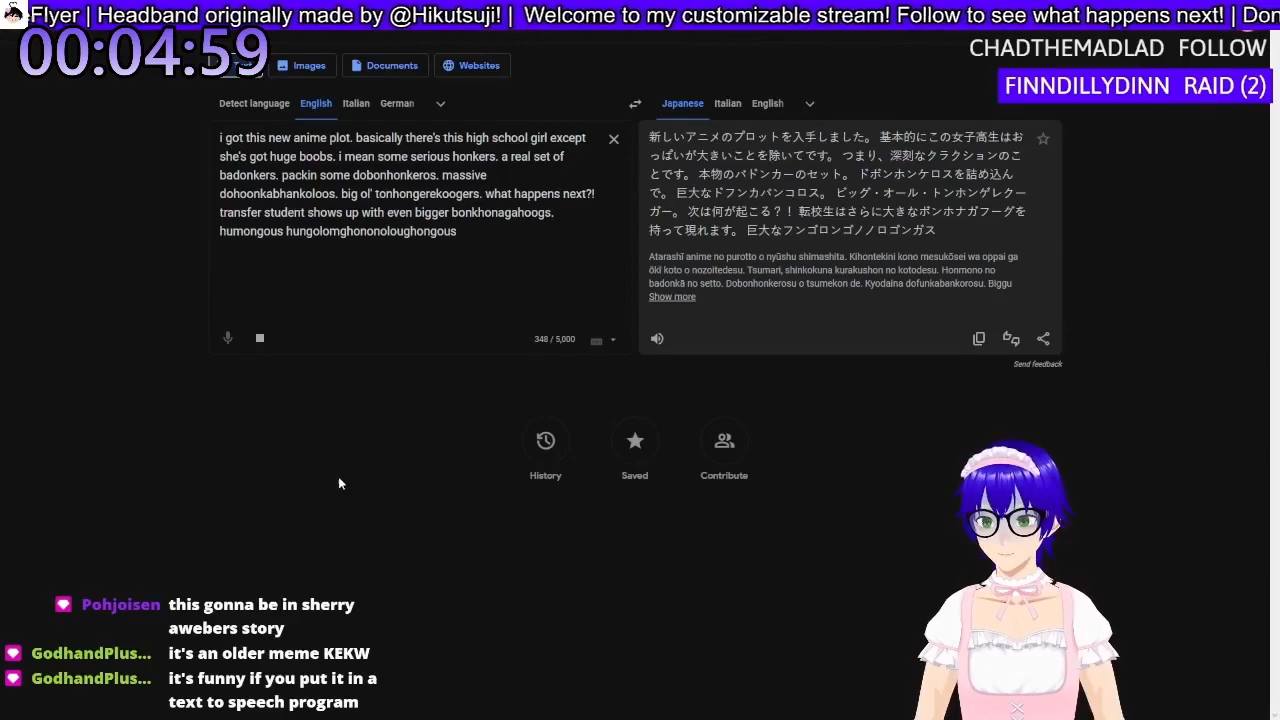 eFlyer | Headband originally made by @Hikutsuji! | Welcome to my customizable stream! Follow to see what happens next! | Don
00:04:59
CHADTHEMADLAD FOLLOW
FINNDILLYDINN RAID (2)
Images
Documents
Websites
Detect language
English
Italian
German
Japanese
Italian
English
i got this new anime plot. basically there's this high school girl except
she's got huge boobs. i mean some serious honkers. a real set of
badonkers. packin some dobonhonkeros. massive
dohoonkabhankoloos. big ol' tonhongerekoogers. what happens next?!
transfer student shows up with even bigger bonkhonagahoogs.
humongous hungolomghononoloughongous
348 / 5,000
新しいアニメのプロットを入手しました。 基本的にこの女子高生はお
っぱいが大きいことを除いてです。 つまり、深刻なクラクションのこ
とです。 本物のバドンカーのセット。 ドボンホンケロスを詰め込ん
で。 巨大なドフンカバンコロス。 ビッグ・オール・トンホンゲレクー
ガー。 次は何が起こる？！ 転校生はさらに大きなボンホナガフーグを
持って現れます。 巨大なフンゴロンゴノノロゴンガス
Atarashī anime no purotto o nyūshu shimashita. Kihontekini kono mesukōsei wa oppai ga
ōkī koto o nozoitedesu. Tsumari, shinkokuna kurakushon no kotodesu. Honmono no
badonkā no setto. Dobonhonkerosu o tsumekon de. Kyodaina dofunkabankorosu. Biggu
Show more
Send feedback
History
Saved
Contribute
Pohjoisen this gonna be in sherry
awebers story
GodhandPlus... it's an older meme KEKW
GodhandPlus... it's funny if you put it in a
text to speech program